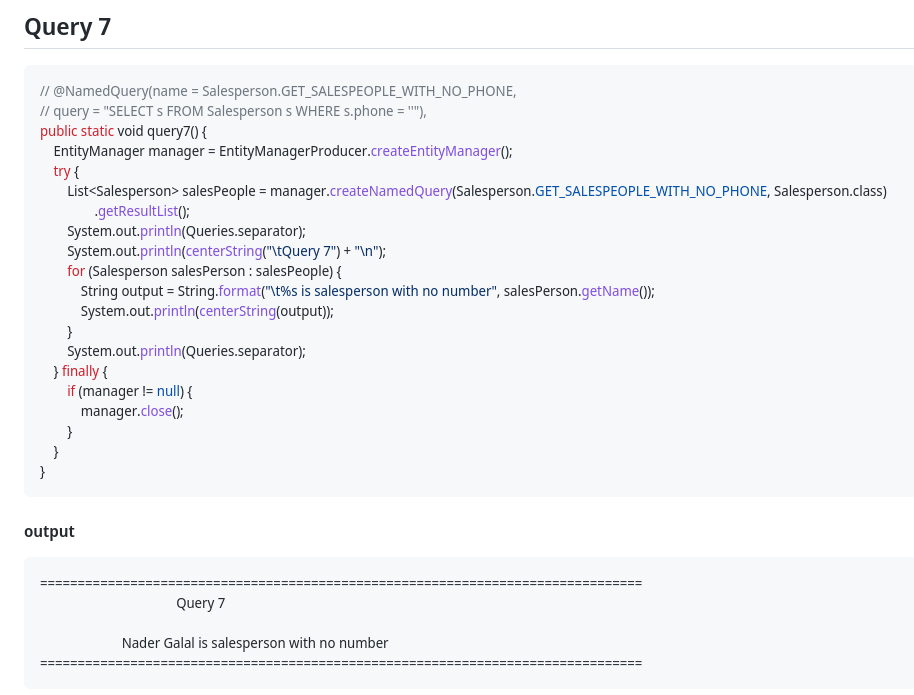 Query 7
// @NamedQuery(name = Salesperson.GET_SALESPEOPLE_WITH_NO_PHONE,
// query = "SELECT s FROM Salesperson s WHERE s.phone = ''"),
public static void query7() {
    EntityManager manager = EntityManagerProducer.createEntityManager();
    try {
        List<Salesperson> salesPeople = manager.createNamedQuery(Salesperson.GET_SALESPEOPLE_WITH_NO_PHONE, Salesperson.class)
                .getResultList();
        System.out.println(Queries.separator);
        System.out.println(centerString("\tQuery 7") + "\n");
        for (Salesperson salesPerson : salesPeople) {
            String output = String.format("\t%s is salesperson with no number", salesPerson.getName());
            System.out.println(centerString(output));
        }
        System.out.println(Queries.separator);
    } finally {
        if (manager != null) {
            manager.close();
        }
    }
}
output
================================================================================
Query 7
Nader Galal is salesperson with no number
================================================================================